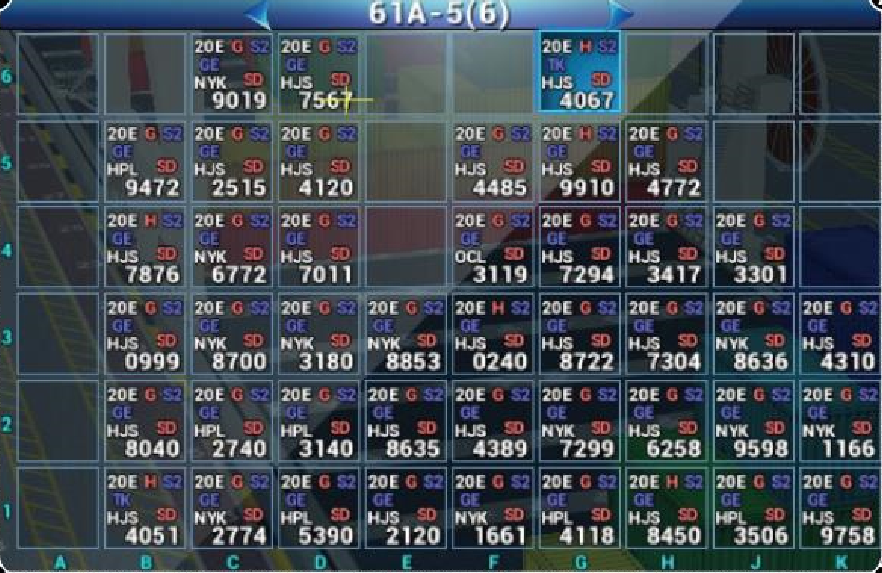 61A-5(6)
6
20E G S2 20E G S2 20E H S2
GE GE TK
NYK SD HJS SD HJS SD
9019 7567 4067
5
20E G S2 20E G S2 20E G S2 20E G S2 20E H S2 20E G S2
GE GE GE GE GE GE
HPL SD HJS SD HJS SD HJS SD HJS SD HJS SD
9472 2515 4120 4485 9910 4772
4
20E H S2 20E G S2 20E G S2 20E G S2 20E G S2 20E G S2 20E G S2
GE GE GE GE GE GE GE
HJS SD NYK SD HJS SD OCL SD HJS SD HJS SD HJS SD
7876 6772 7011 3119 7294 3417 3301
3
20E G S2 20E G S2 20E G S2 20E G S2 20E H S2 20E G S2 20E G S2 20E G S2 20E G S2
GE GE GE GE GE GE GE GE GE
HJS SD NYK SD HJS SD NYK SD HJS SD HJS SD HJS SD NYK SD HJS SD
0999 8700 3180 8853 0240 8722 7304 8636 4310
2
20E G S2 20E G S2 20E G S2 20E G S2 20E G S2 20E G S2 20E G S2 20E G S2 20E G S2
GE GE GE GE GE GE GE GE GE
HJS SD HPL SD HPL SD HJS SD HJS SD NYK SD HJS SD NYK SD NYK SD
8040 2740 3140 8635 4389 7299 6258 9598 1166
1
20E H S2 20E G S2 20E G S2 20E G S2 20E G S2 20E G S2 20E H S2 20E G S2 20E G S2
TK GE GE GE GE GE GE GE GE
HJS SD NYK SD HPL SD HJS SD NYK SD HPL SD HJS SD HPL SD HJS SD
4051 2774 5390 2120 1661 4118 8450 3506 9758
A B C D E F G H J K